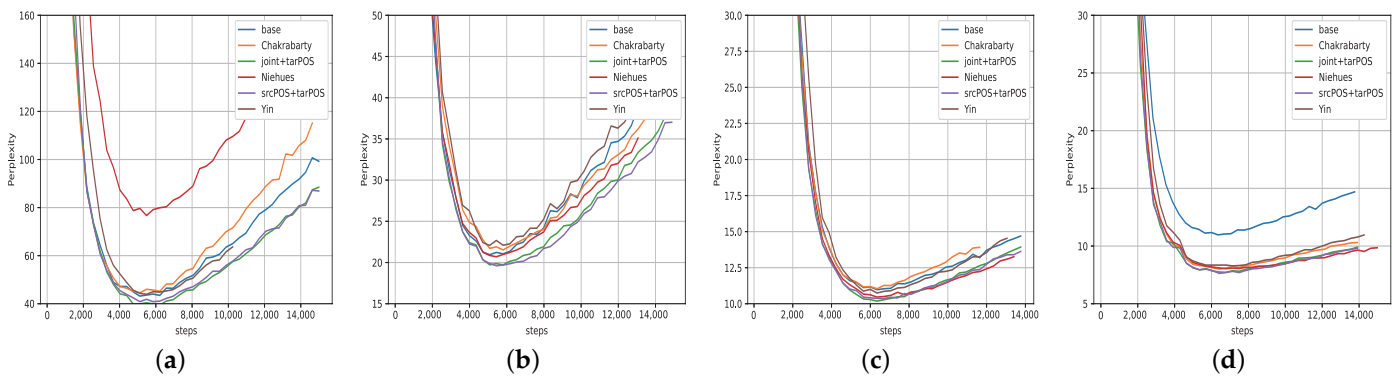 160
140
120
100
80
60
40
Perplexity
0
2,000
4,000
6,000
8,000
10,000
12,000
14,000
steps
base
Chakrabarty
joint+tarPOS
Niehues
srcPOS+tarPOS
Yin
(a)
50
45
40
35
30
25
20
15
Perplexity
0
2,000
4,000
6,000
8,000
10,000
12,000
14,000
steps
base
Chakrabarty
joint+tarPOS
Niehues
srcPOS+tarPOS
Yin
(b)
30.0
27.5
25.0
22.5
20.0
17.5
15.0
12.5
10.0
Perplexity
0
2,000
4,000
6,000
8,000
10,000
12,000
14,000
steps
base
Chakrabarty
joint+tarPOS
Niehues
srcPOS+tarPOS
Yin
(c)
30
25
20
15
10
5
Perplexity
0
2,000
4,000
6,000
8,000
10,000
12,000
14,000
steps
base
Chakrabarty
joint+tarPOS
Niehues
srcPOS+tarPOS
Yin
(d)